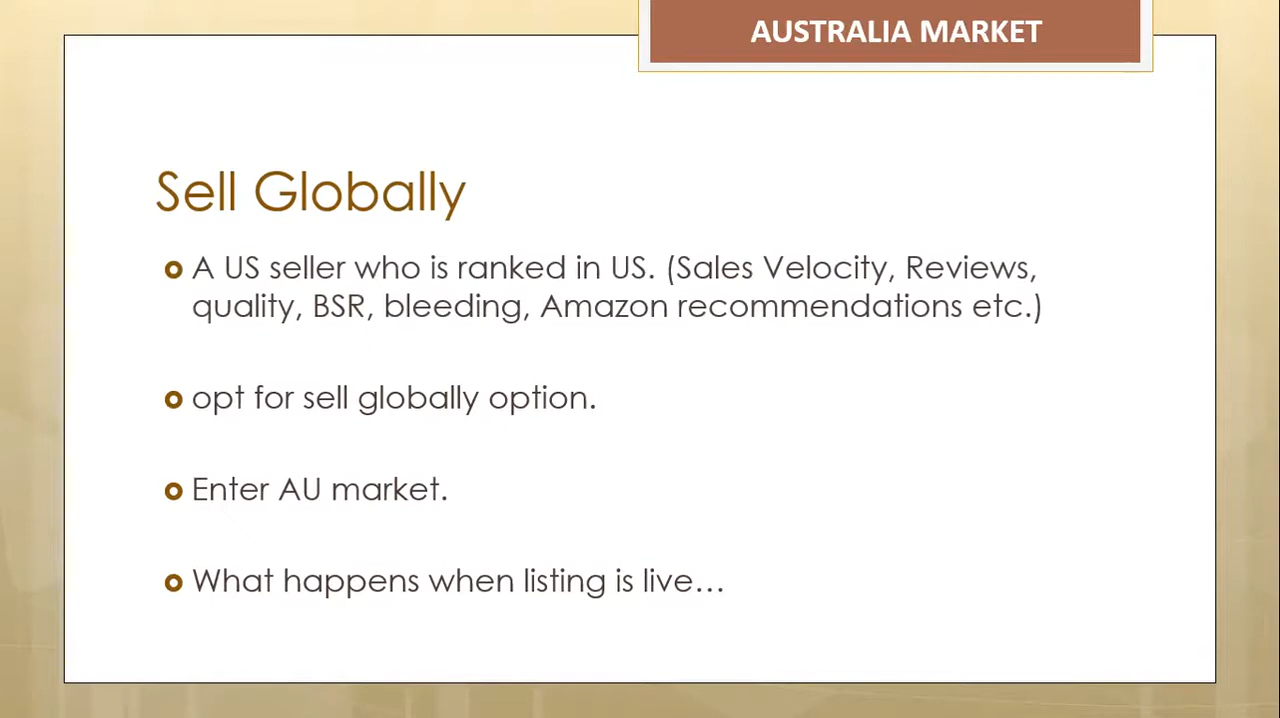 AUSTRALIA MARKET
Sell Globally
A US seller who is ranked in US. (Sales Velocity, Reviews,
quality, BSR, bleeding, Amazon recommendations etc.)
opt for sell globally option.
Enter AU market.
What happens when listing is live…